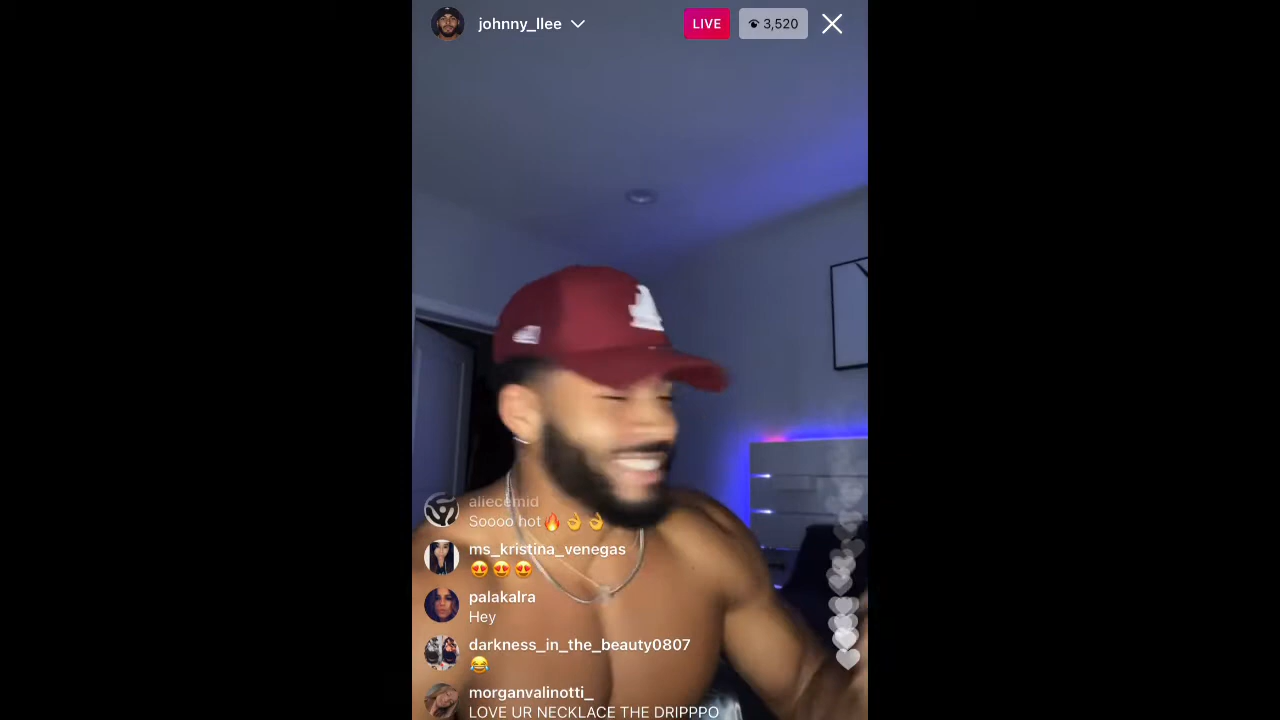 johnny_llee
LIVE
3,520
aliecemid
Soooo hot🔥👌👌
ms_kristina_venegas
😍😍😍
palakalra
Hey
darkness_in_the_beauty0807
😂
morganvalinotti_
LOVE UR NECKLACE THE DRIPPPO